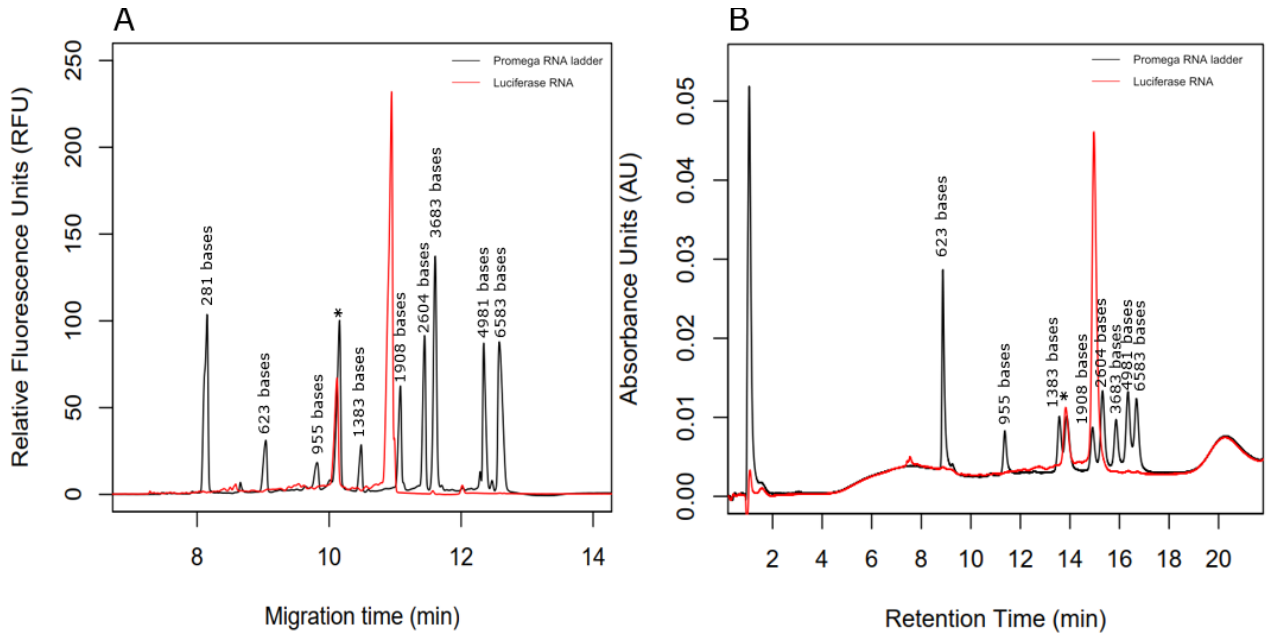 A
Relative Fluorescence Units (RFU)
250
200
150
100
50
0
Promega RNA ladder
Luciferase RNA
281 bases
623 bases
955 bases
*
1383 bases
1908 bases
2604 bases
3683 bases
4981 bases
6583 bases
8
10
12
14
Migration time (min)
B
Absorbance Units (AU)
0.05
0.04
0.03
0.02
0.01
0.00
Promega RNA ladder
Luciferase RNA
623 bases
955 bases
1383 bases
*
1908 bases
2604 bases
3683 bases
4981 bases
6583 bases
2
4
6
8
10
12
14
16
18
20
Retention Time (min)